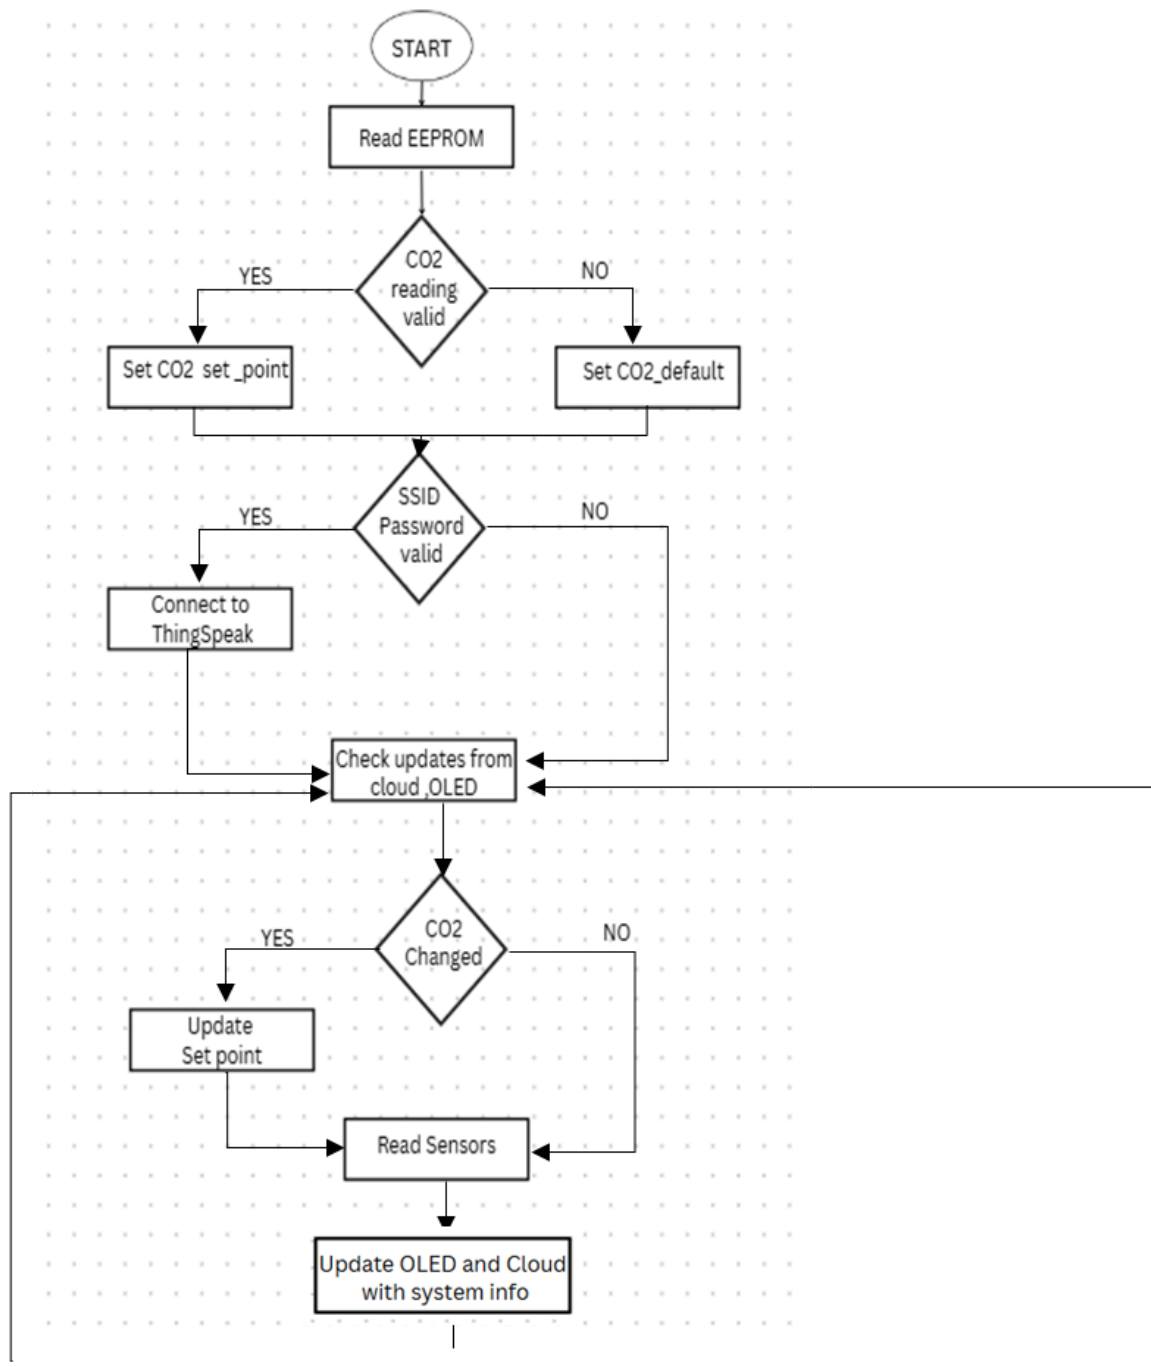 START
Read EEPROM
CO2
reading
valid
YES
NO
Set CO2 set _point
Set CO2_default
SSID
Password
valid
YES
NO
Connect to
ThingSpeak
Check updates from
cloud ,OLED
CO2
Changed
YES
NO
Update
Set point
Read Sensors
Update OLED and Cloud
with system info